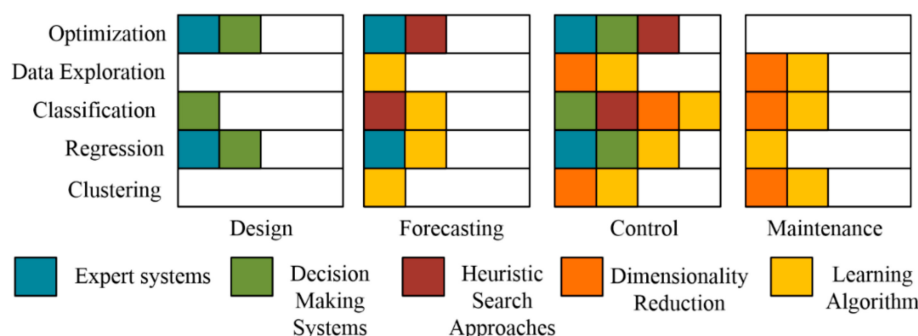 Optimization
Data Exploration
Classification
Regression
Clustering
Design Forecasting Control Maintenance
Expert systems Decision Heuristic Dimensionality Learning
Making Search Reduction Algorithm
Systems Approaches